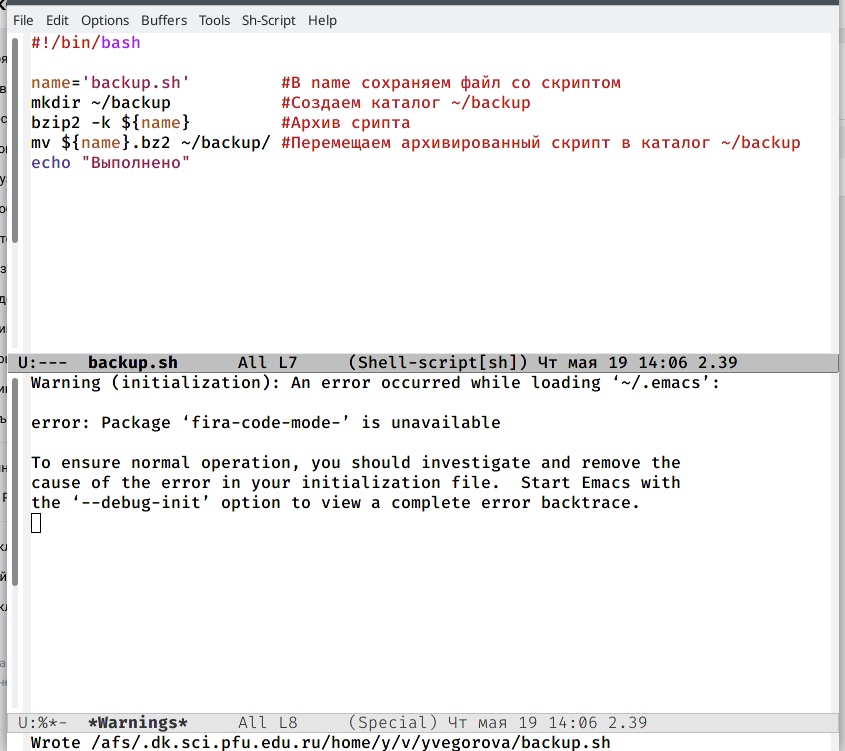 File Edit Options Buffers Tools Sh-Script Help
#!/bin/bash
name='backup.sh' #В name сохраняем файл со скриптом
mkdir ~/backup #Создаем каталог ~/backup
bzip2 -k ${name} #Архив срипта
mv ${name}.bz2 ~/backup/ #Перемещаем архивированный скрипт в каталог ~/backup
echo "Выполнено"
U:--- backup.sh All L7 (Shell-script[sh]) Чт мая 19 14:06 2.39
Warning (initialization): An error occurred while loading ‘~/.emacs’:
error: Package ‘fira-code-mode-’ is unavailable
To ensure normal operation, you should investigate and remove the
cause of the error in your initialization file. Start Emacs with
the ‘--debug-init’ option to view a complete error backtrace.
U:%*- *Warnings* All L8 (Special) Чт мая 19 14:06 2.39
Wrote /afs/.dk.sci.pfu.edu.ru/home/y/v/yvegorova/backup.sh